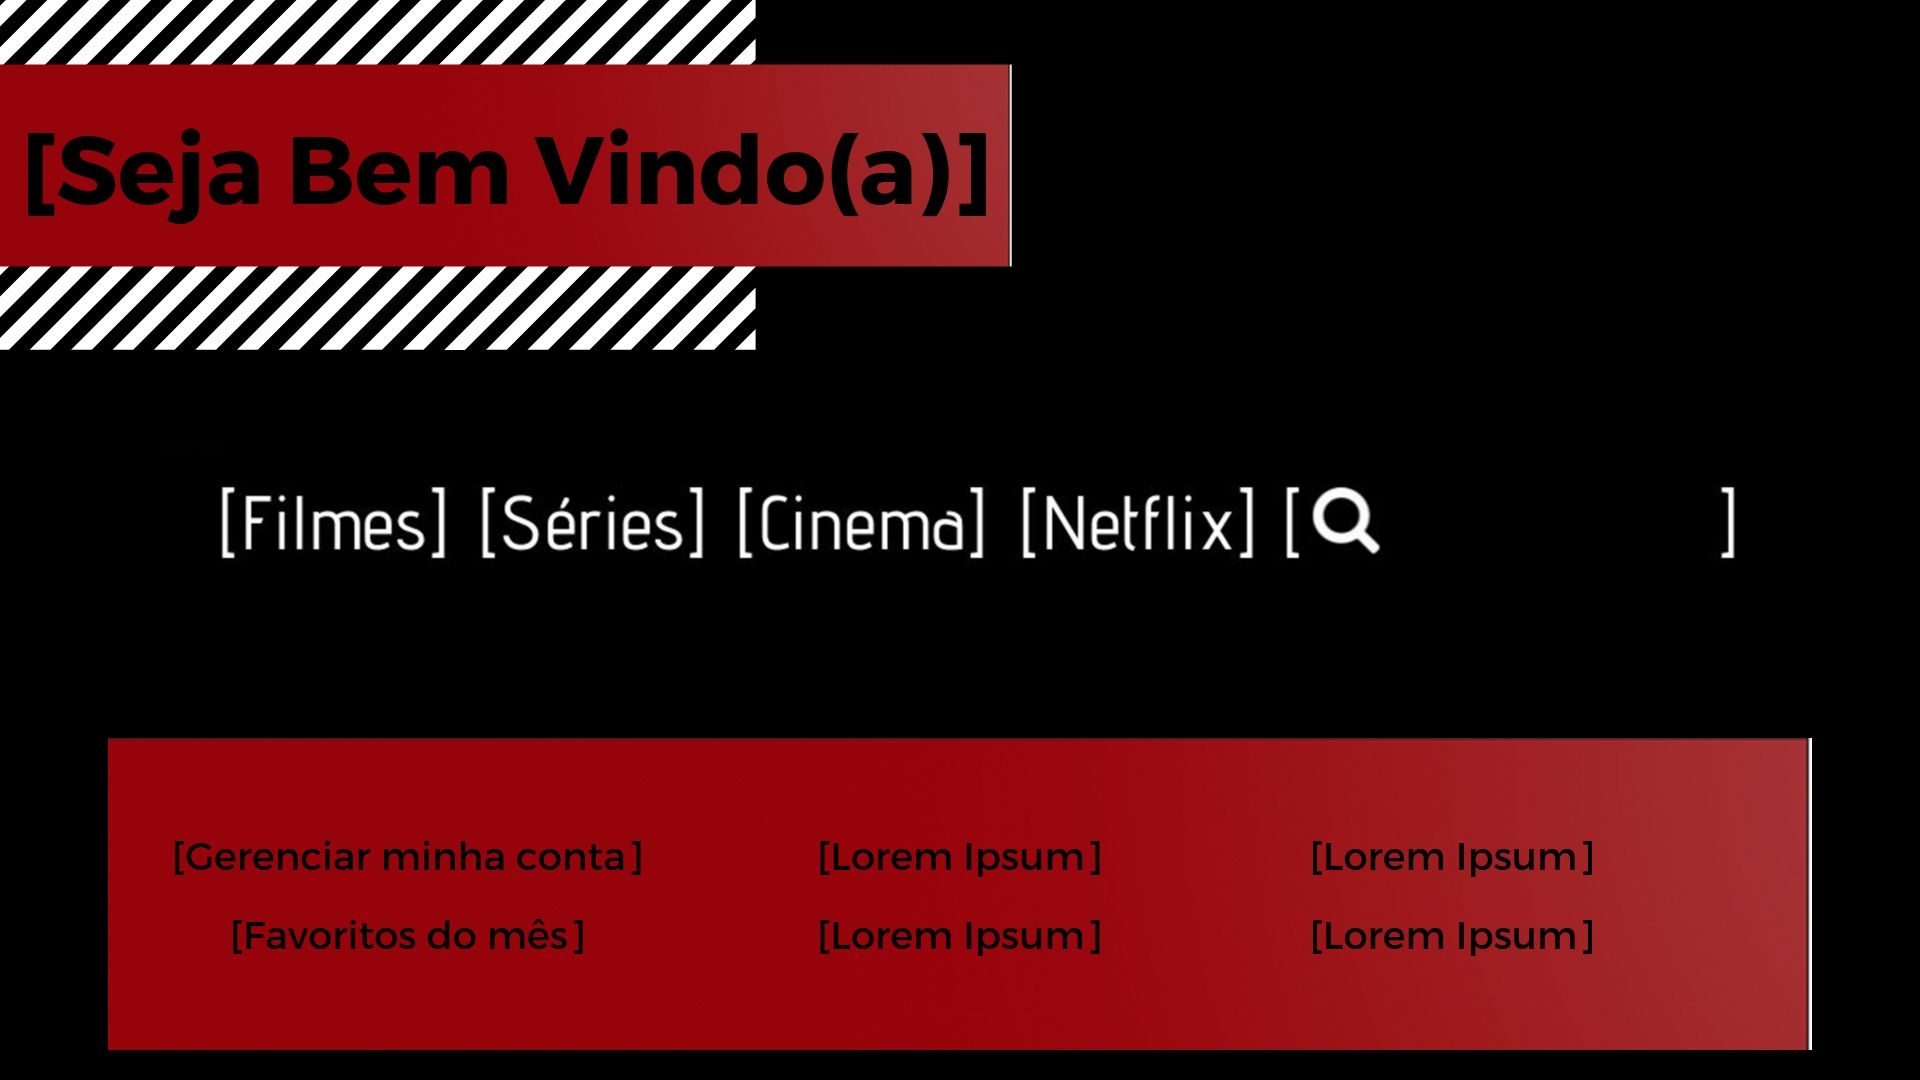 [Seja Bem Vindo(a)]
[Filmes] [Séries] [Cinema] [Netflix] [ ]
[Gerenciar minha conta] [Lorem Ipsum] [Lorem Ipsum]
[Favoritos do mês] [Lorem Ipsum] [Lorem Ipsum]